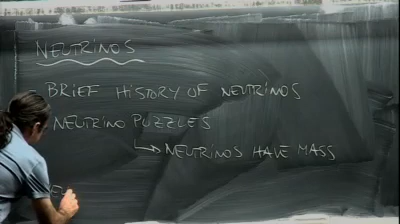 NEUTRINOS
BRIEF HISTORY OF NEUTRINOS
NEUTRINO PUZZLES
↳ NEUTRINOS HAVE MASS